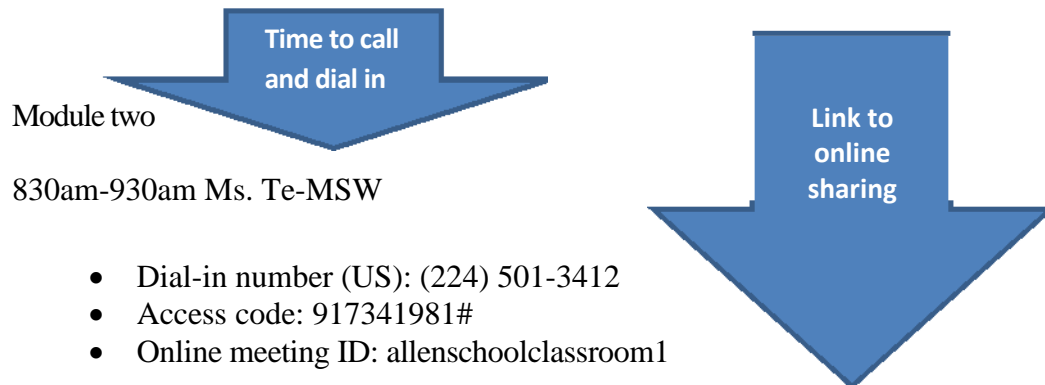 Time to call
and dial in
Module two
830am-930am Ms. Te-MSW
• Dial-in number (US): (224) 501-3412
• Access code: 917341981#
• Online meeting ID: allenschoolclassroom1
Link to
online
sharing